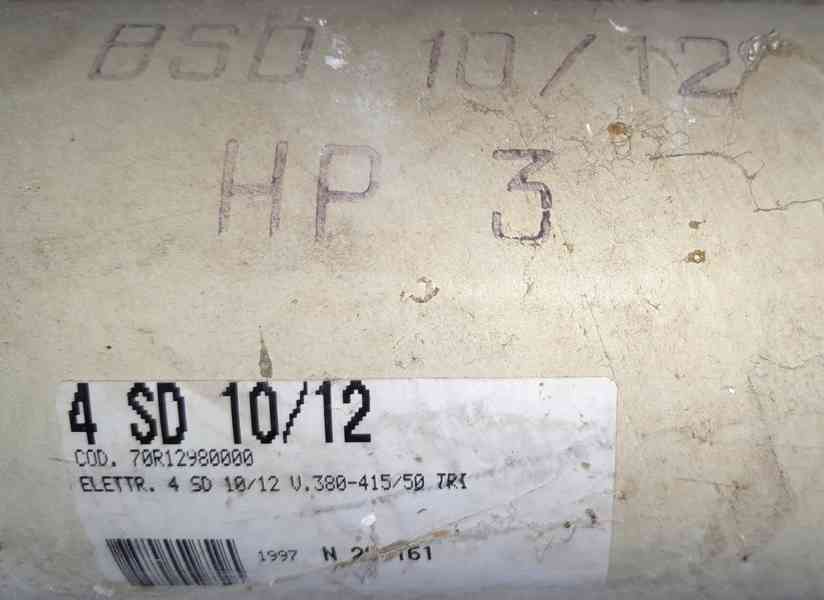 BSD 10/12
HP 3
4 SD 10/12
COD. 70R12980000
ELETTR. 4 SD 10/12 V.380-415/50 TRI
1997 N